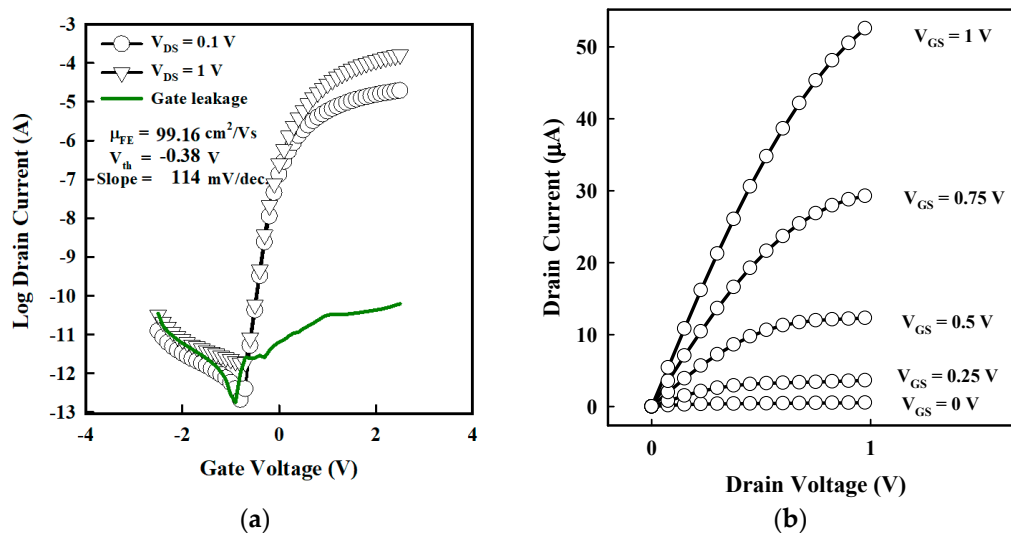 -3
-4
-5
-6
-7
-8
-9
-10
-11
-12
-13
-4
-2
0
2
4
Log Drain Current (A)
Gate Voltage (V)
V_DS = 0.1 V
V_DS = 1 V
Gate leakage
μ_FE = 99.16 cm²/Vs
V_th = -0.38 V
Slope = 114 mV/dec.
(a)
50
40
30
20
10
0
0
1
Drain Current (μA)
Drain Voltage (V)
V_GS = 1 V
V_GS = 0.75 V
V_GS = 0.5 V
V_GS = 0.25 V
V_GS = 0 V
(b)